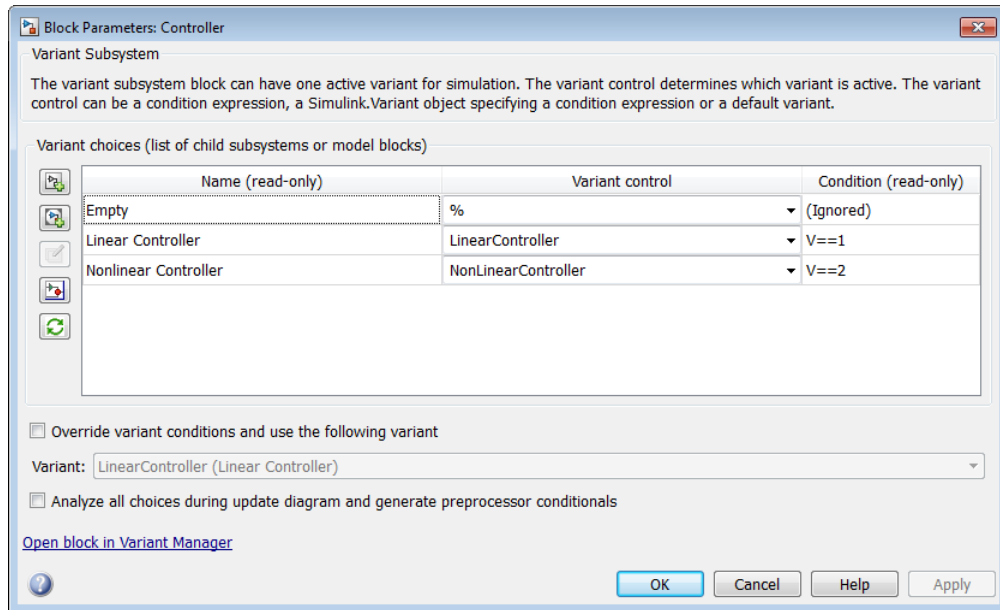 Block Parameters: Controller
Variant Subsystem
The variant subsystem block can have one active variant for simulation. The variant control determines which variant is active. The variant
control can be a condition expression, a Simulink.Variant object specifying a condition expression or a default variant.
Variant choices (list of child subsystems or model blocks)
Name (read-only) Variant control Condition (read-only)
Empty % (Ignored)
Linear Controller LinearController V==1
Nonlinear Controller NonLinearController V==2
Override variant conditions and use the following variant
Variant: LinearController (Linear Controller)
Analyze all choices during update diagram and generate preprocessor conditionals
Open block in Variant Manager
? OK Cancel Help Apply